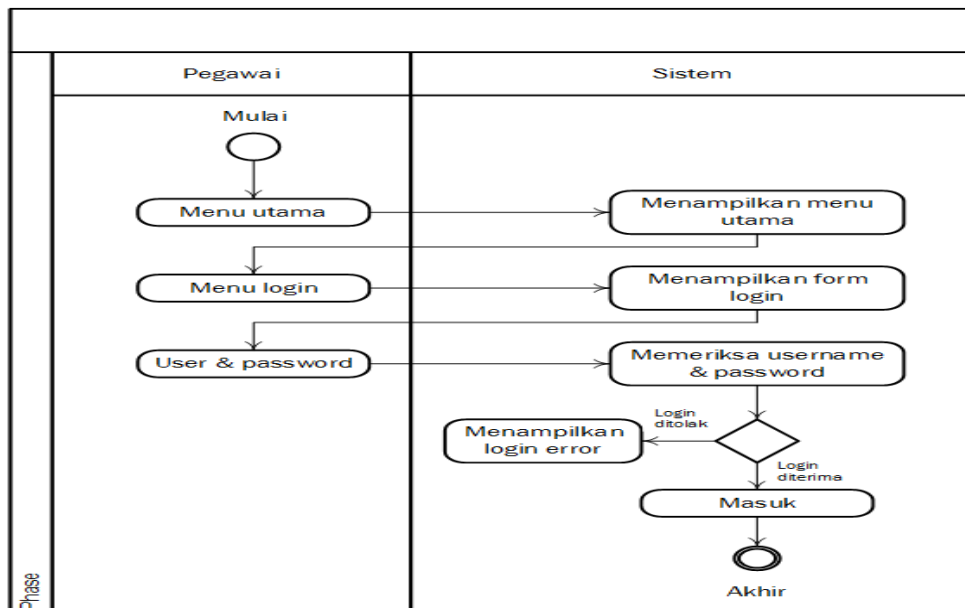 Pegawai
Sistem
Mulai
Menu utama
Menampilkan menu
utama
Menu login
Menampilkan form
login
User & password
Memeriksa username
& password
Login
ditolak
Menampilkan
login error
Login
diterima
Masuk
Akhir
Phase